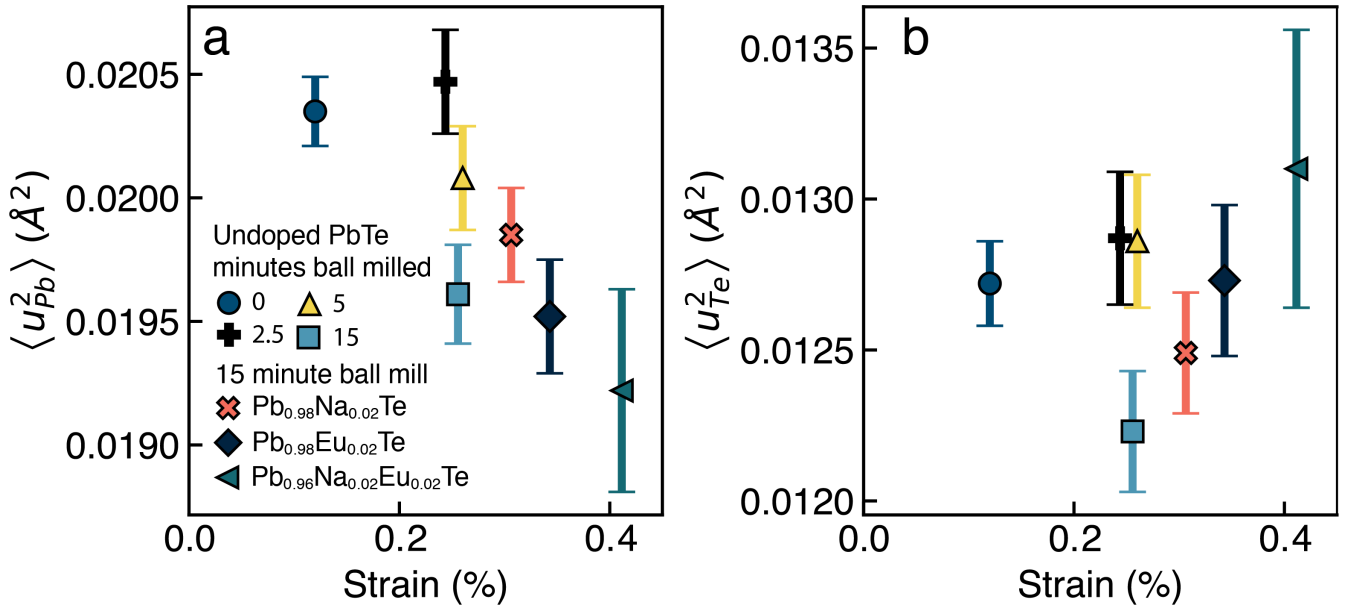 a
⟨u²Pb⟩ (Å²)
0.0205
0.0200
0.0195
0.0190
Undoped PbTe
minutes ball milled
0 5
2.5 15
15 minute ball mill
Pb0.98Na0.02Te
Pb0.98Eu0.02Te
Pb0.96Na0.02Eu0.02Te
0.0 0.2 0.4
Strain (%)
b
⟨u²Te⟩ (Å²)
0.0135
0.0130
0.0125
0.0120
0.0 0.2 0.4
Strain (%)